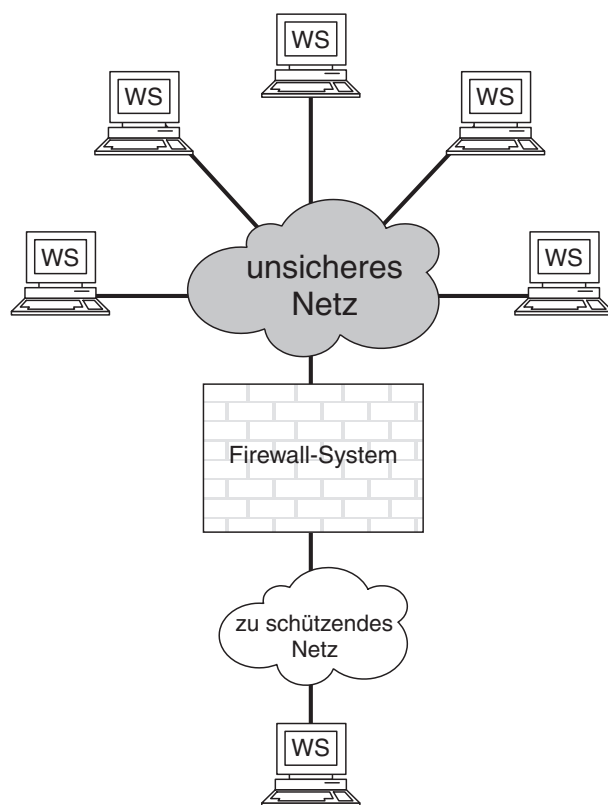 WS
WS
WS
WS
WS
unsicheres
Netz
Firewall-System
zu schützendes
Netz
WS